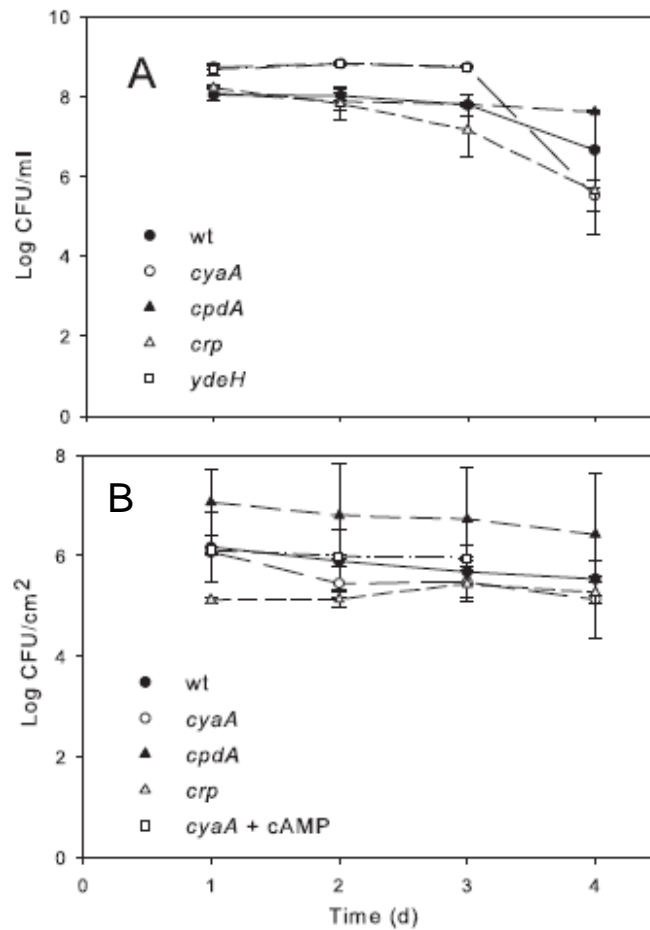 10
A
8
6
4
2
0
Log CFU/ml
wt
cyaA
cpdA
crp
ydeH
8
B
6
4
2
0
Log CFU/cm2
wt
cyaA
cpdA
crp
cyaA + cAMP
0 1 2 3 4
Time (d)